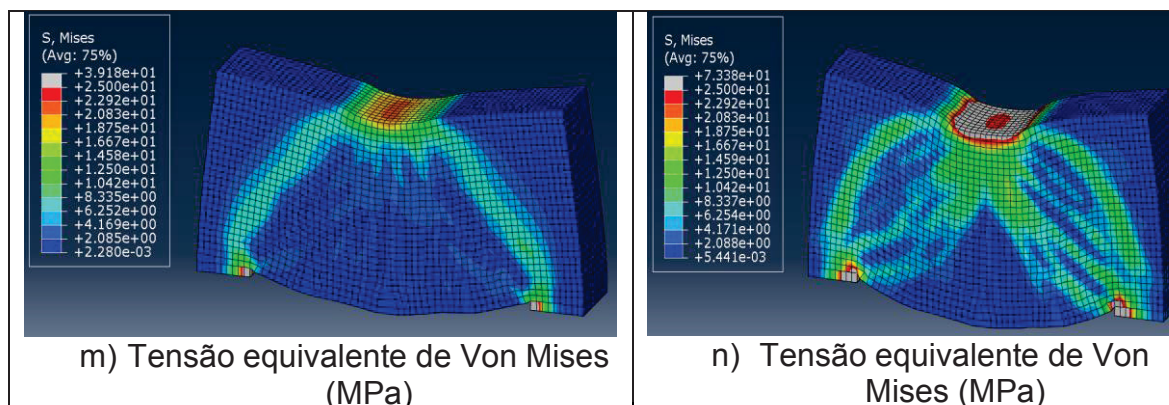 S, Mises
(Avg: 75%)
+3.918e+01
+2.500e+01
+2.292e+01
+2.083e+01
+1.875e+01
+1.667e+01
+1.458e+01
+1.250e+01
+1.042e+01
+8.335e+00
+6.252e+00
+4.169e+00
+2.085e+00
+2.280e-03
m) Tensão equivalente de Von Mises
(MPa)
S, Mises
(Avg: 75%)
+7.338e+01
+2.500e+01
+2.292e+01
+2.083e+01
+1.875e+01
+1.667e+01
+1.459e+01
+1.250e+01
+1.042e+01
+8.337e+00
+6.254e+00
+4.171e+00
+2.088e+00
+5.441e-03
n) Tensão equivalente de Von
Mises (MPa)